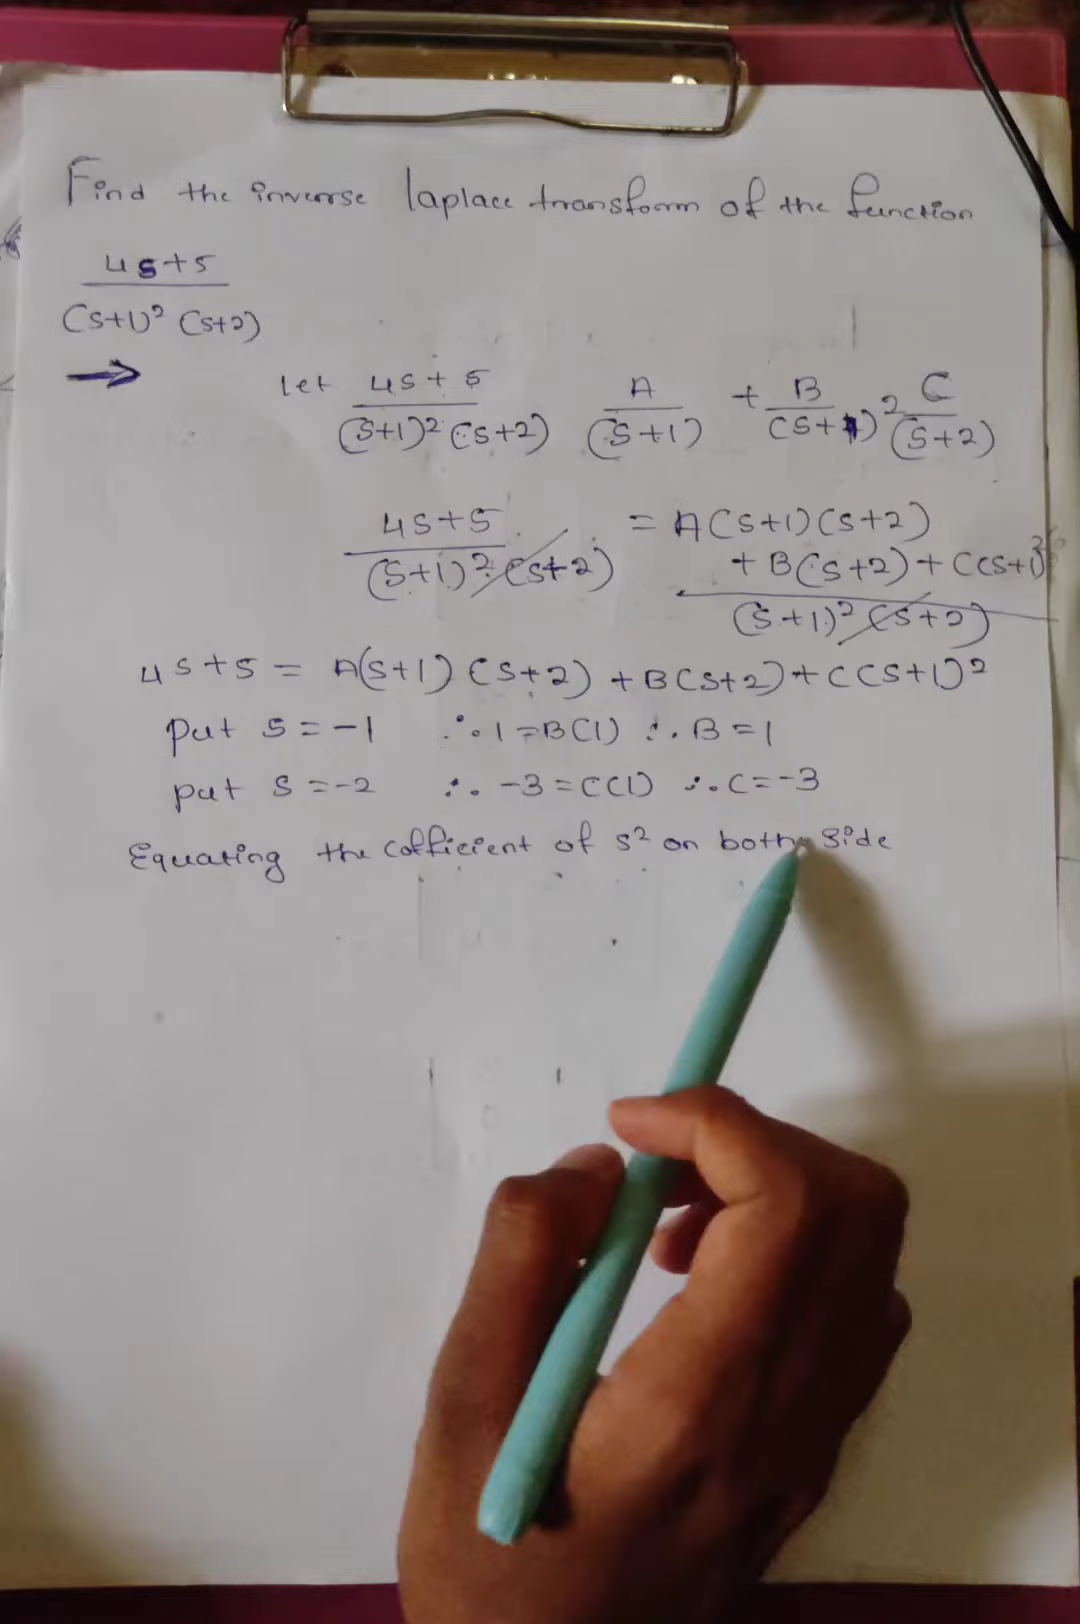 Find the inverse laplace transform of the function
4s+5
(s+1)² (s+2)
→
Let 4s+5 A + B C
(s+1)² (s+2) (s+1) (s+1)² (s+2)
4s+5 = A(s+1)(s+2)
(s+1)² (s+2) + B(s+2) + C(s+1)²
(s+1)² (s+2)
4s+5 = A(s+1) (s+2) + B(s+2) + C(s+1)²
put s = -1 ∴ 1 = B(1) ∴ B = 1
put s = -2 ∴ -3 = C(1) ∴ C = -3
Equating the cofficient of s² on both side